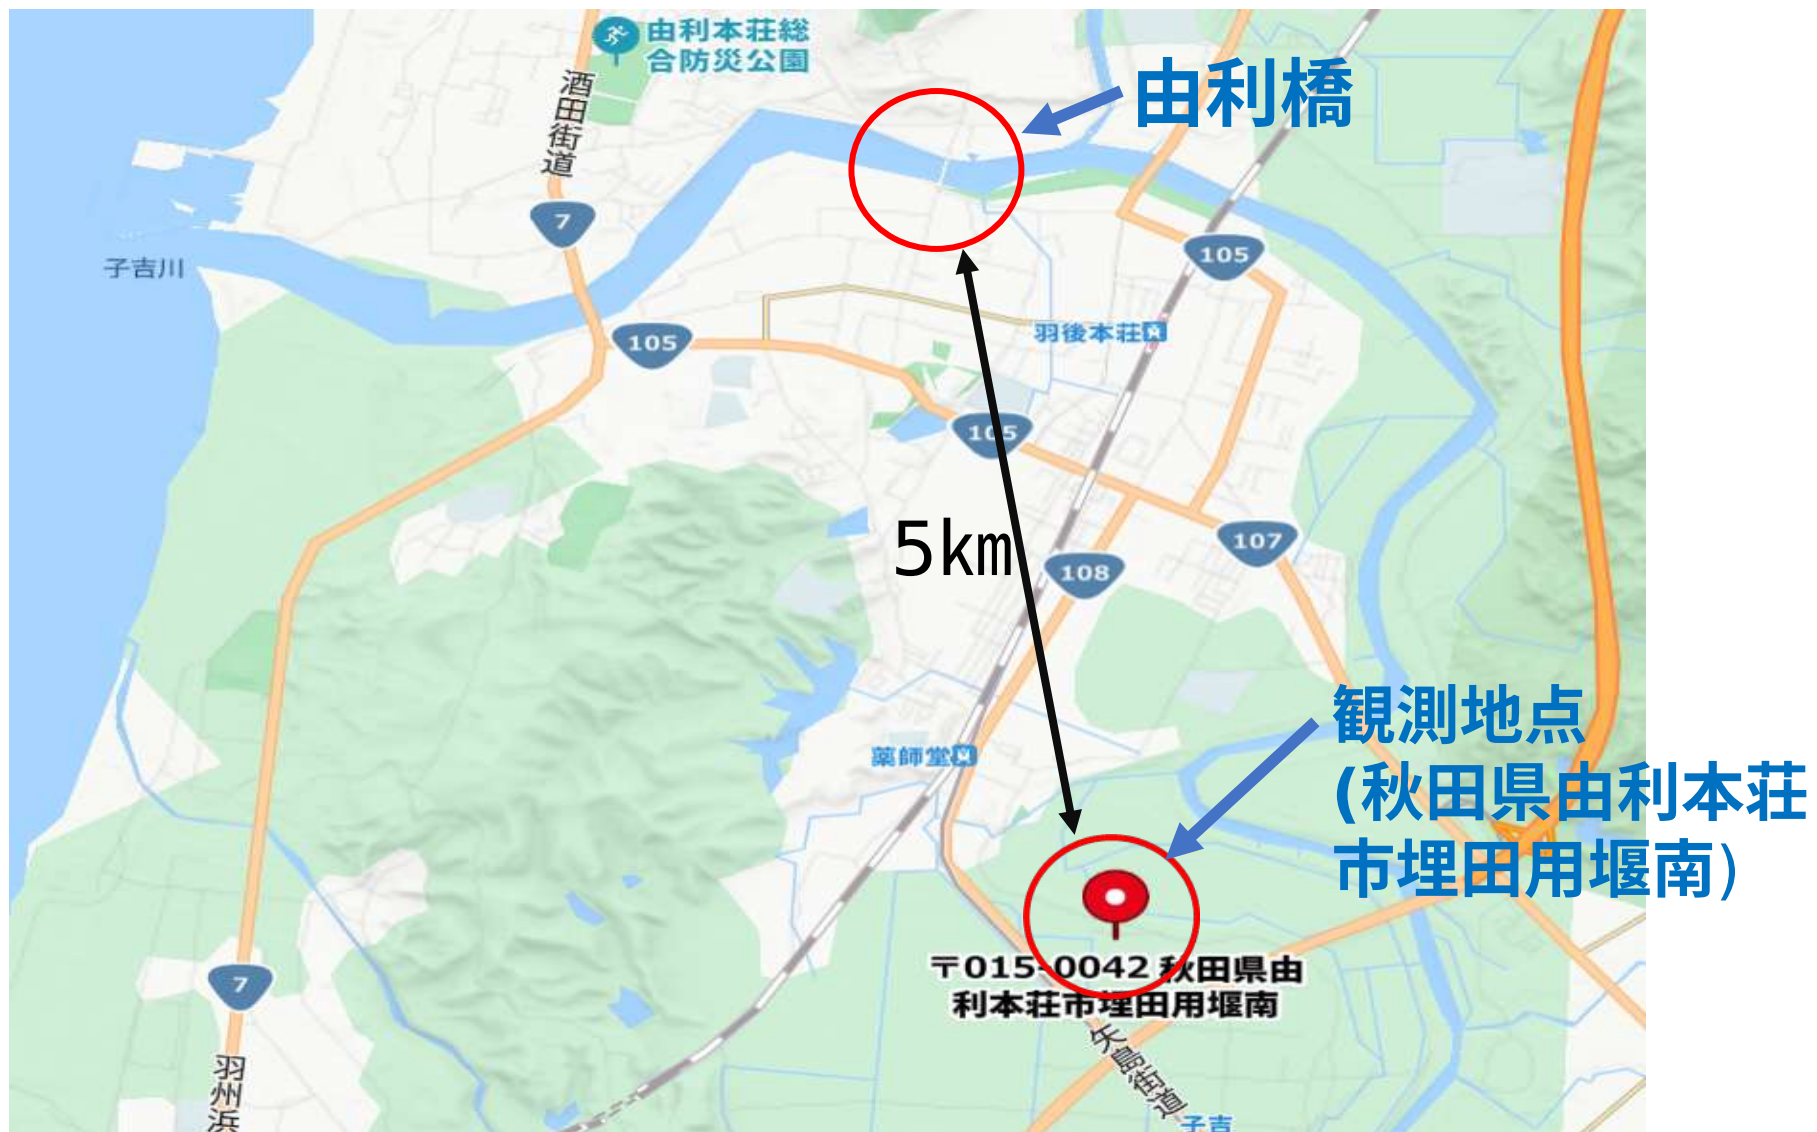 由利本荘総
合防災公園
酒田街道
由利橋
7
子吉川
105
105
羽後本荘
105
5km
107
108
観測地点
(秋田県由利本荘
市埋田用堰南)
薬師堂
〒015-0042 秋田県由
利本荘市埋田用堰南
7
矢島街道
羽州浜
子吉